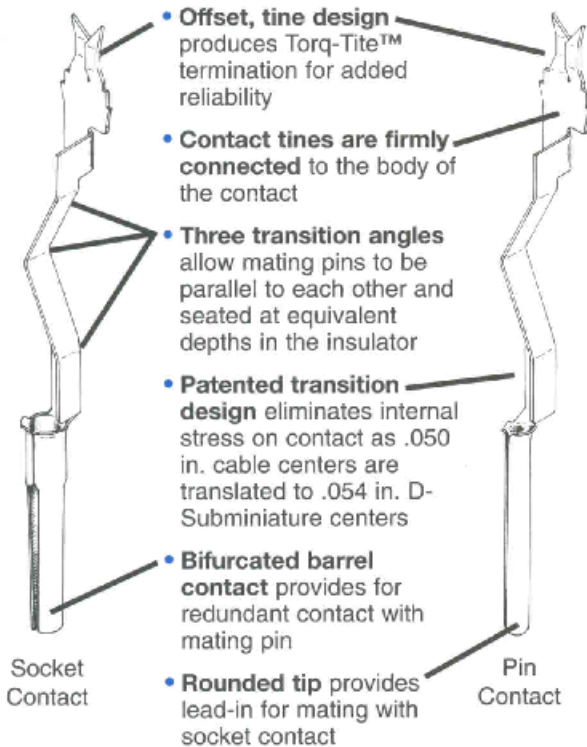 • Offset, tine design
produces Torq-Tite™
termination for added
reliability
• Contact tines are firmly
connected to the body of
the contact
• Three transition angles
allow mating pins to be
parallel to each other and
seated at equivalent
depths in the insulator
• Patented transition
design eliminates internal
stress on contact as .050
in. cable centers are
translated to .054 in. D-
Subminiature centers
• Bifurcated barrel
contact provides for
redundant contact with
mating pin
• Rounded tip provides
lead-in for mating with
socket contact
Socket
Contact
Pin
Contact